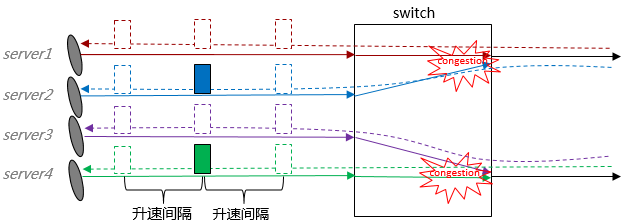 switch
server1
congestion
server2
server3
server4
congestion
升速间隔
升速间隔